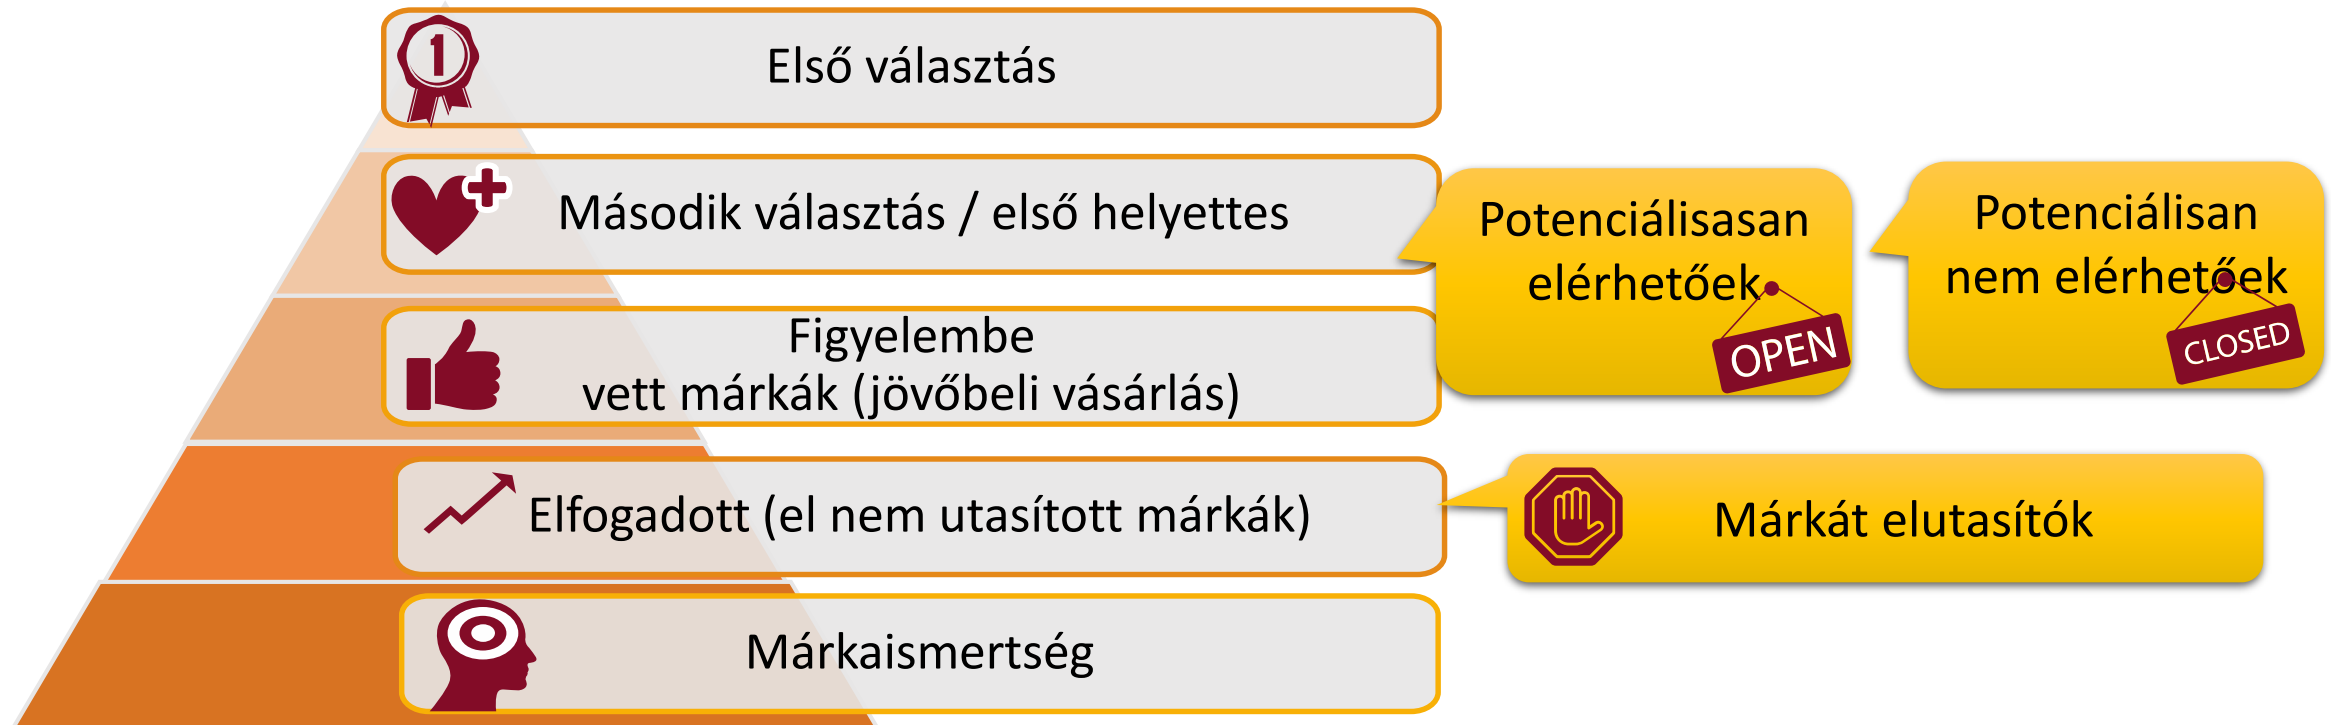 1
Első választás
Második választás / első helyettes
Potenciálisasan
elérhetőek
OPEN
Potenciálisan
nem elérhetőek
CLOSED
Figyelembe
vett márkák (jövőbeli vásárlás)
Elfogadott (el nem utasított márkák)
Márkát elutasítók
Márkaismertség